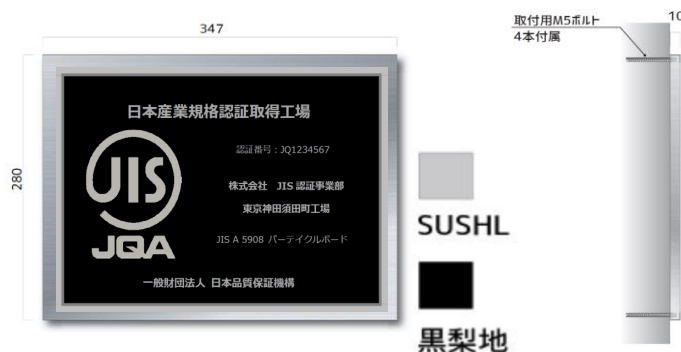 347
取付用M5ボルト
4本付属
10
280
日本産業規格認証取得工場
認証番号：JQ1234567
JIS
株式会社 JIS 認証事業部
東京神田須田町工場
JQA
JIS A 5908 パーテイクルボード
一般財団法人 日本品質保証機構
SUSHL
黒梨地